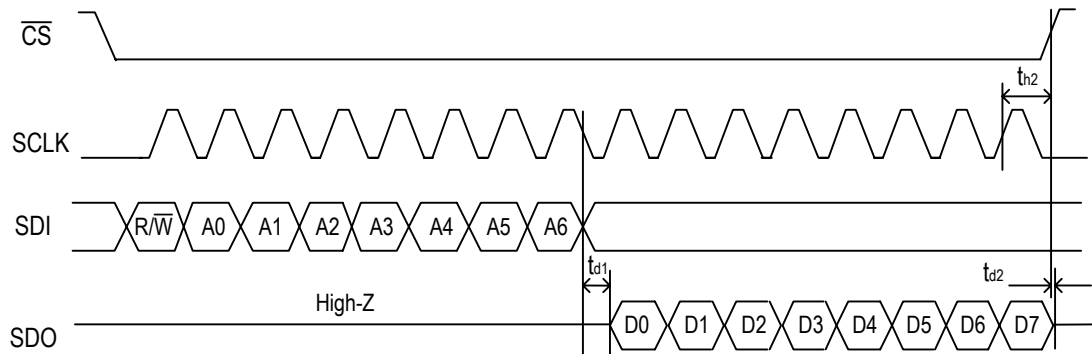 CS
th2
SCLK
SDI R/W A0 A1 A2 A3 A4 A5 A6
td1
td2
High-Z
SDO D0 D1 D2 D3 D4 D5 D6 D7